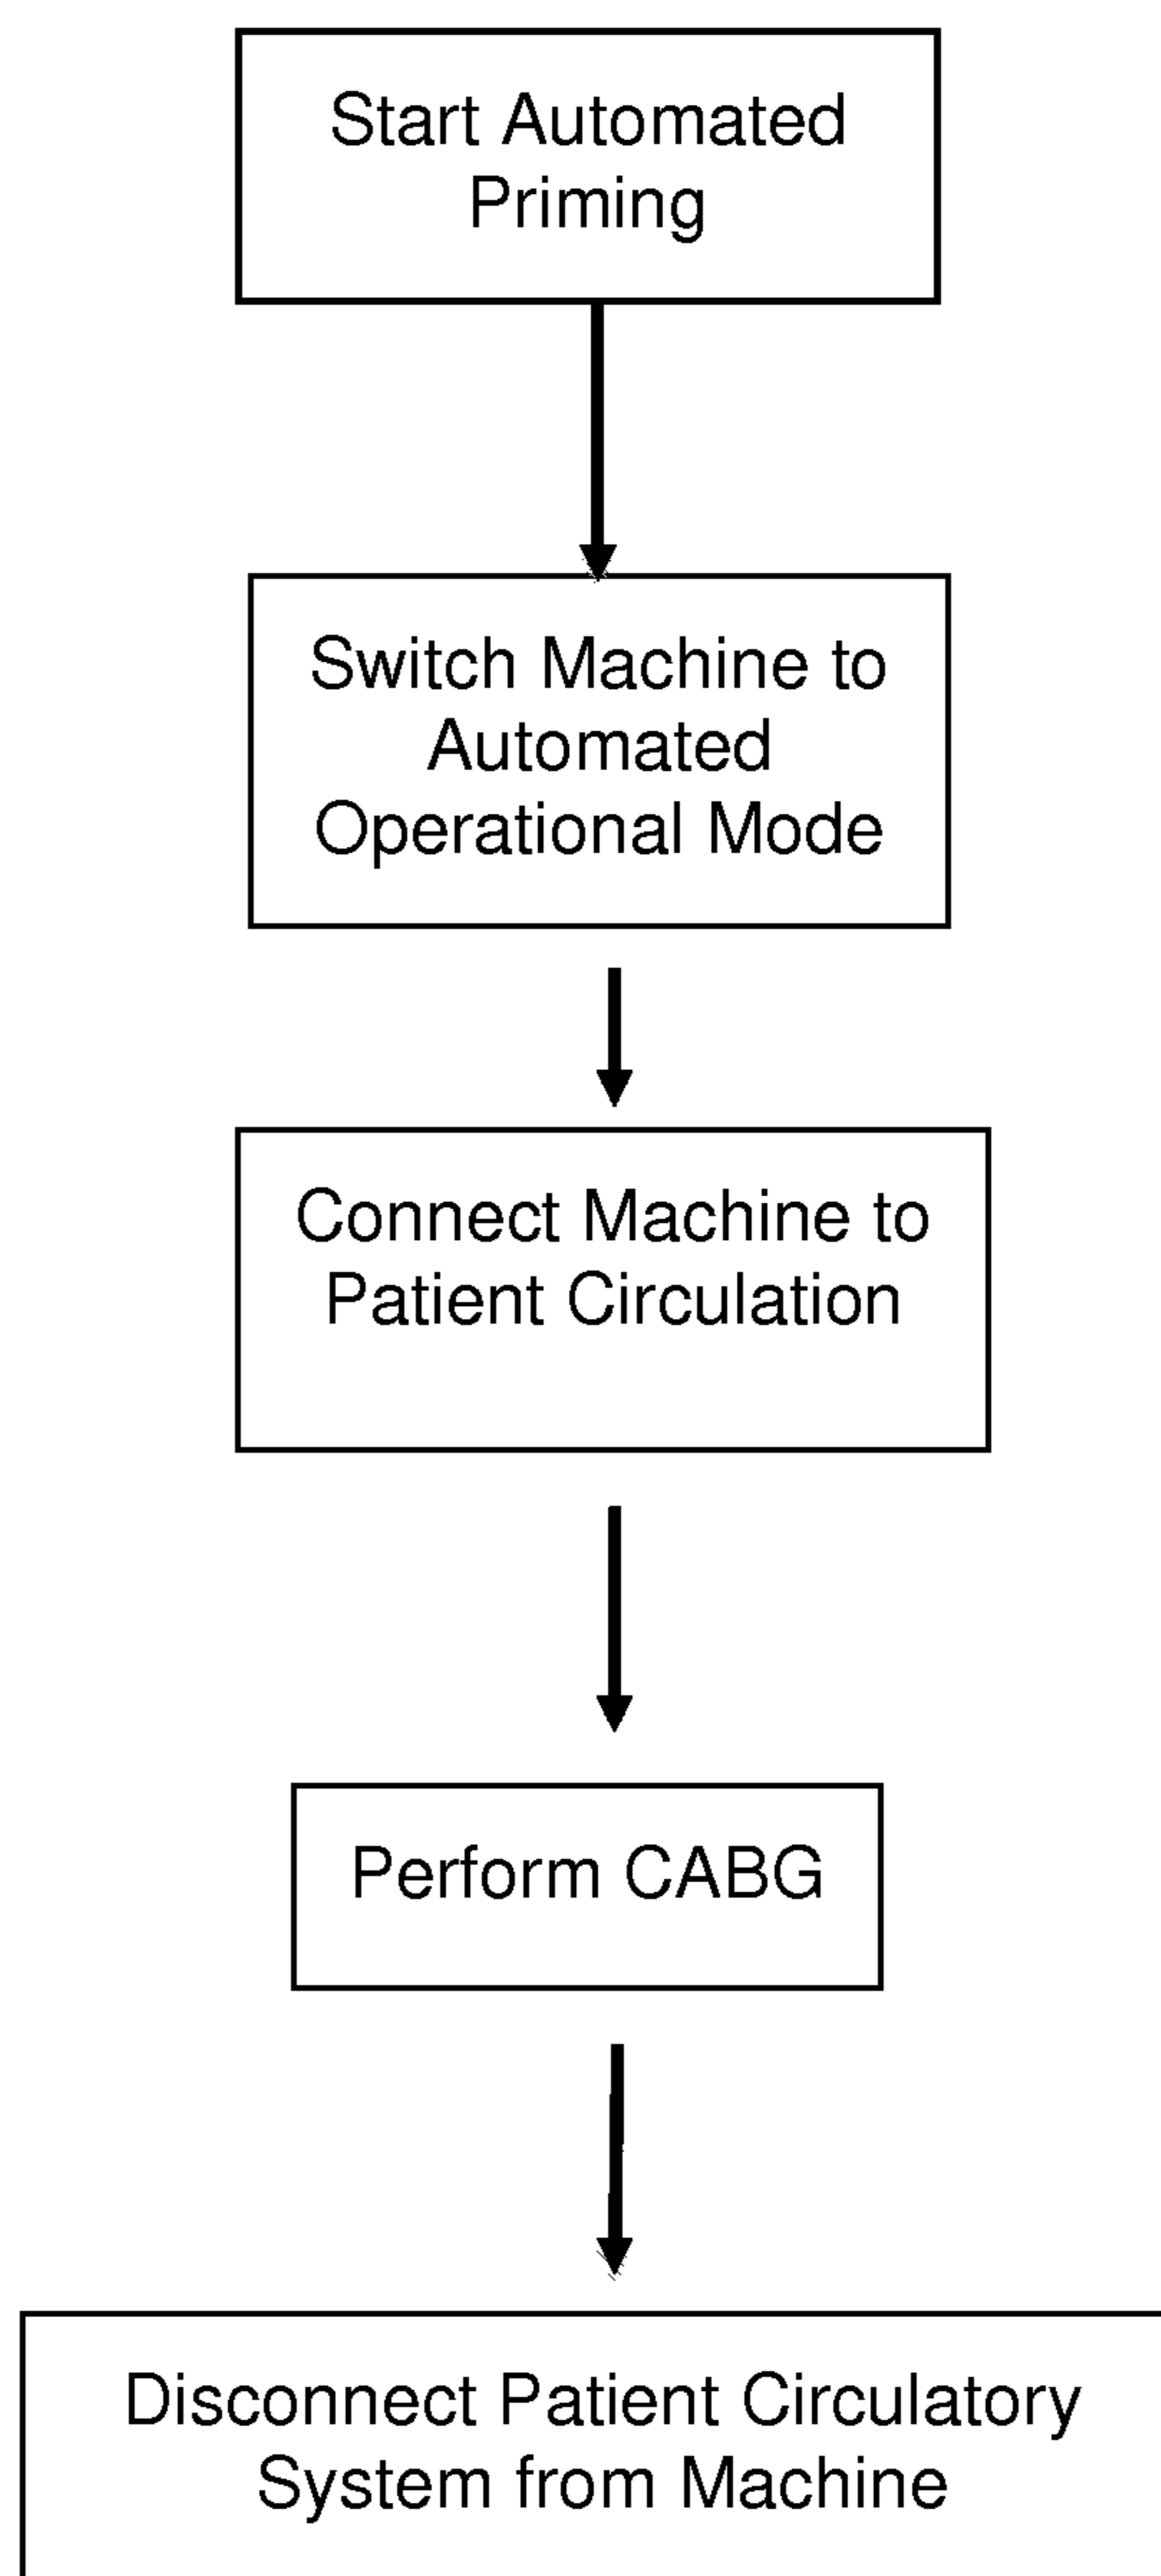 Start Automated
Priming
Switch Machine to
Automated
Operational Mode
Connect Machine to
Patient Circulation
Perform CABG
Disconnect Patient Circulatory
System from Machine